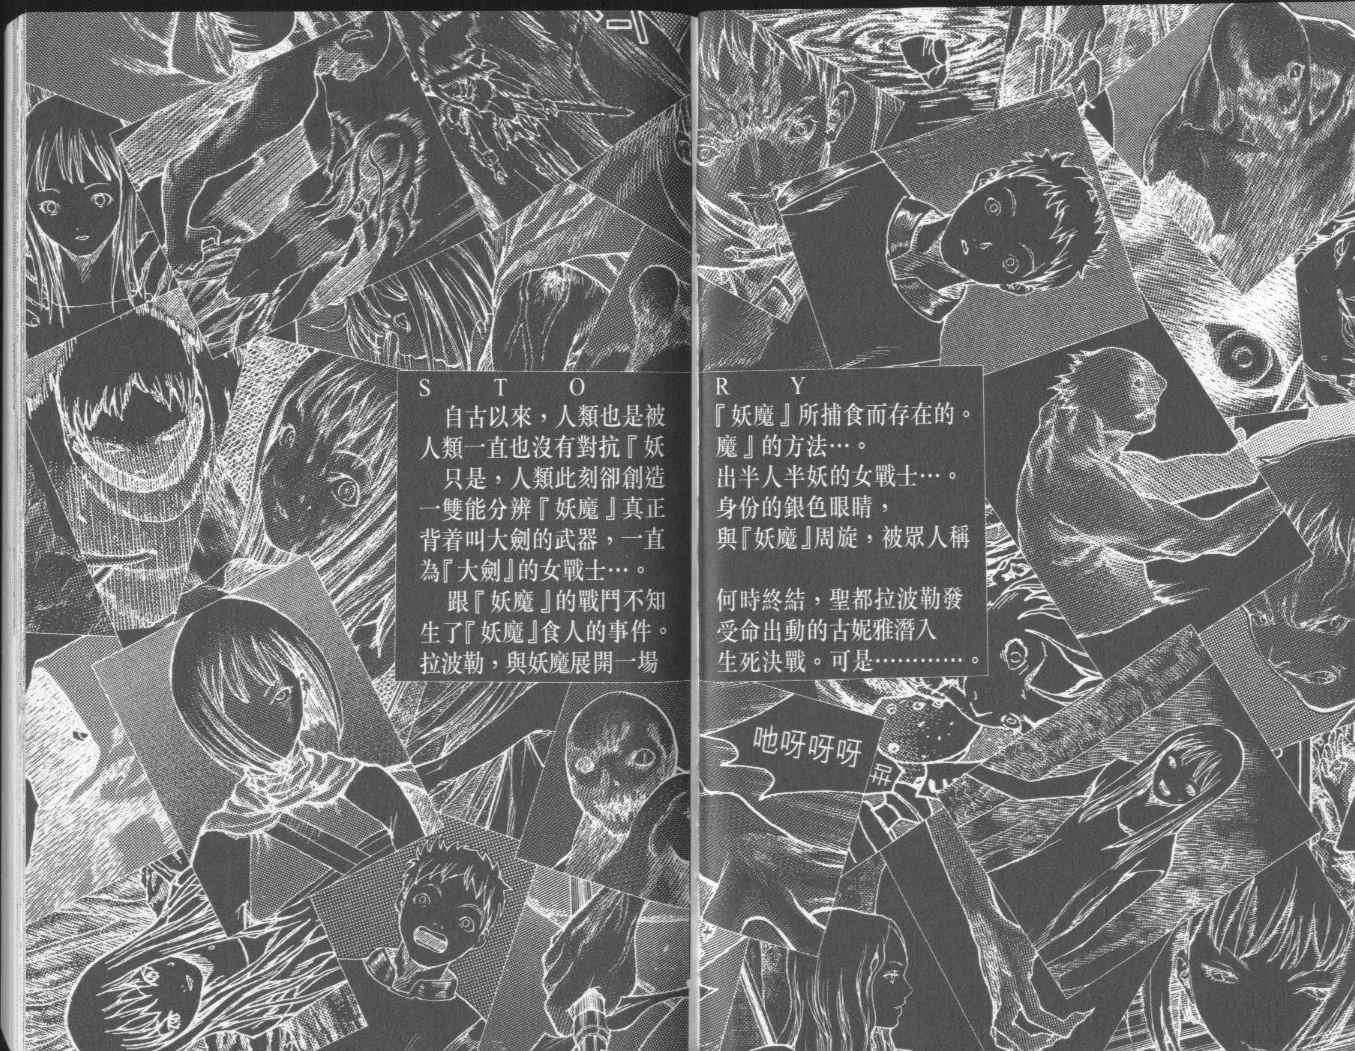 STORY
自古以來，人類也是被『妖魔』所捕食而存在的。
人類一直也沒有對抗『妖魔』的方法…。
只是，人類此刻卻創造出半人半妖的女戰士…。
一雙能分辨『妖魔』真正身份的銀色眼睛，
背着叫大劍的武器，一直與『妖魔』周旋，被眾人稱
為『大劍』的女戰士…。
跟『妖魔』的戰鬥不知何時終結，聖都拉波勒發
生了『妖魔』食人的事件。受命出動的古妮雅潛入
拉波勒，與妖魔展開一場生死決戰。可是…………。
吔呀呀呀